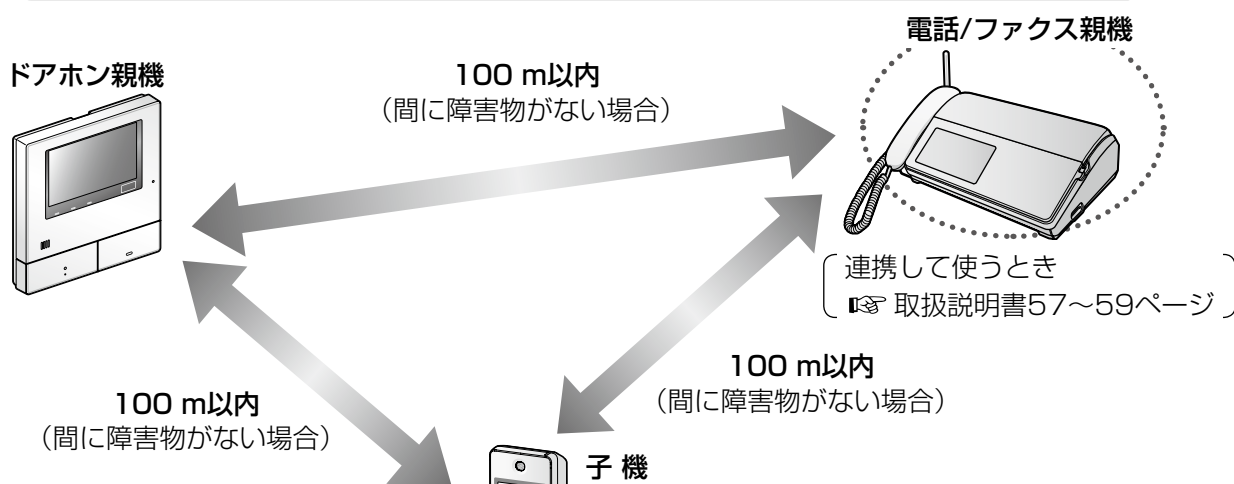 電話/ファクス親機
ドアホン親機
100 m以内
（間に障害物がない場合）
連携して使うとき
☞ 取扱説明書57〜59ページ
100 m以内
（間に障害物がない場合）
100 m以内
（間に障害物がない場合）
子 機